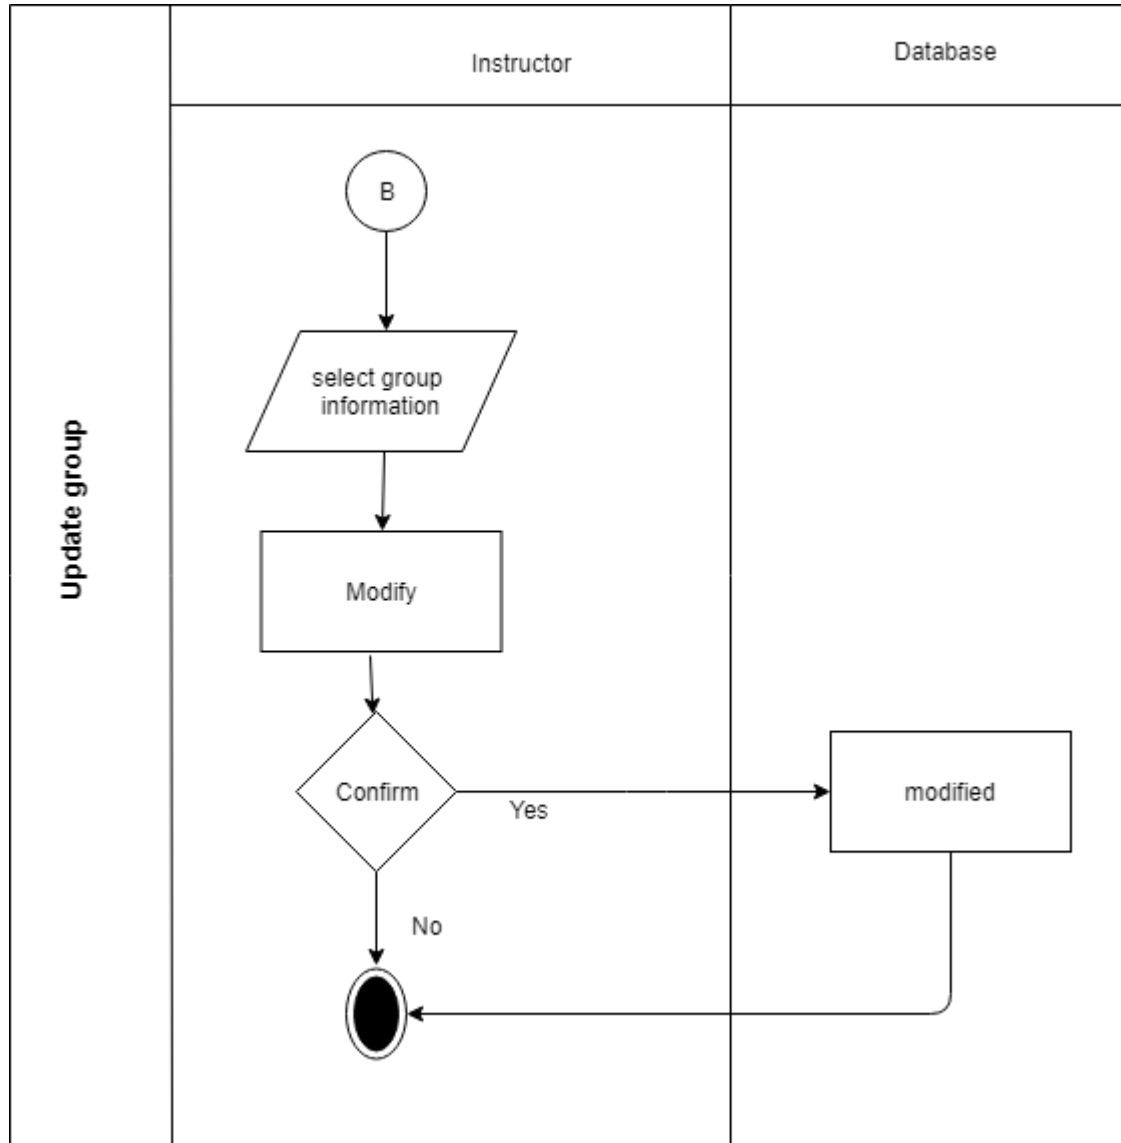 Instructor
Database
Update group
B
select group
information
Modify
Confirm
Yes
modified
No